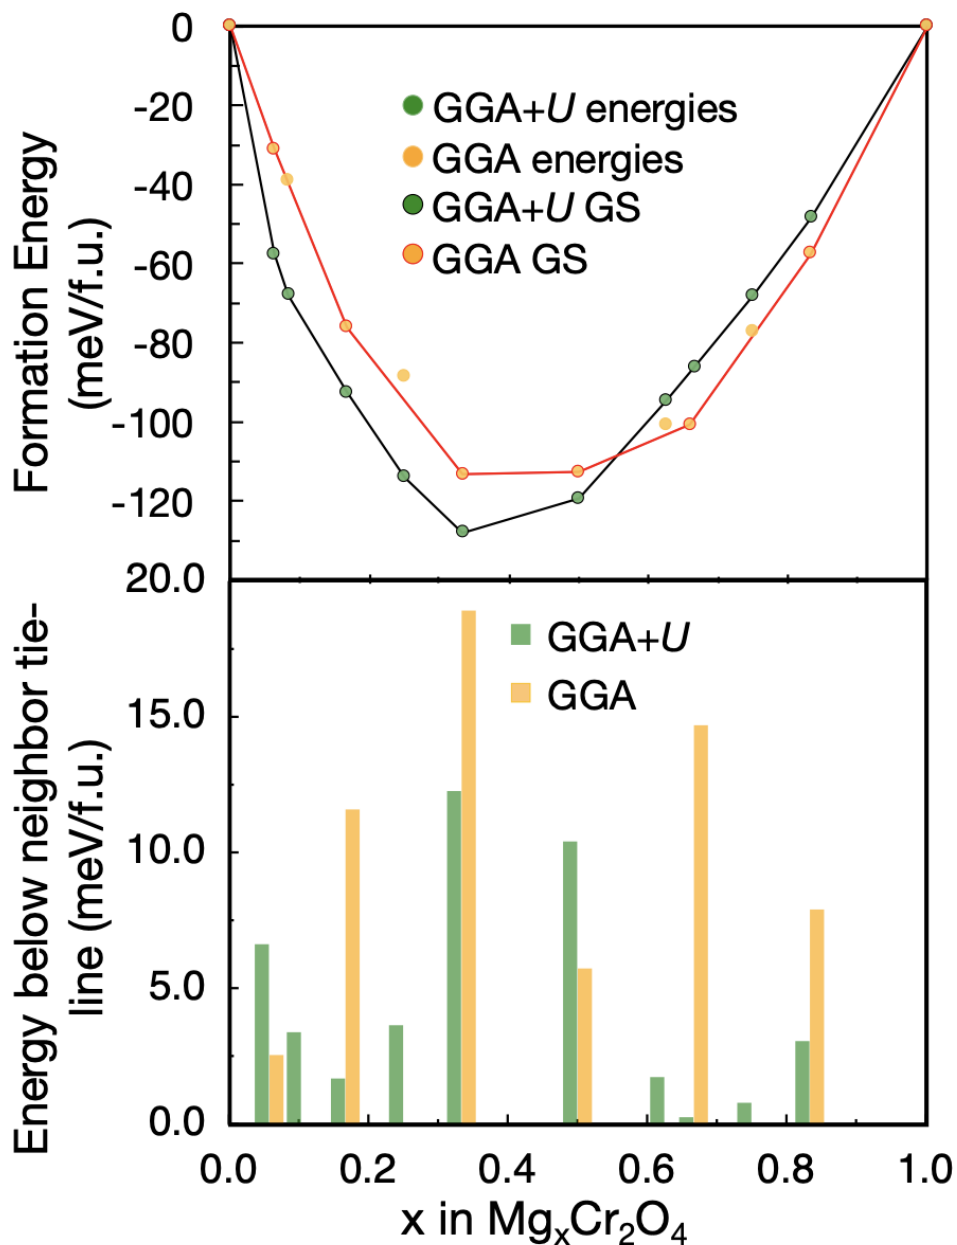 0
-20
-40
-60
-80
-100
-120
Formation Energy
(meV/f.u.)
GGA+U energies
GGA energies
GGA+U GS
GGA GS
20.0
15.0
10.0
5.0
0.0
Energy below neighbor tie-
line (meV/f.u.)
GGA+U
GGA
0.0 0.2 0.4 0.6 0.8 1.0
x in MgₓCr₂O₄